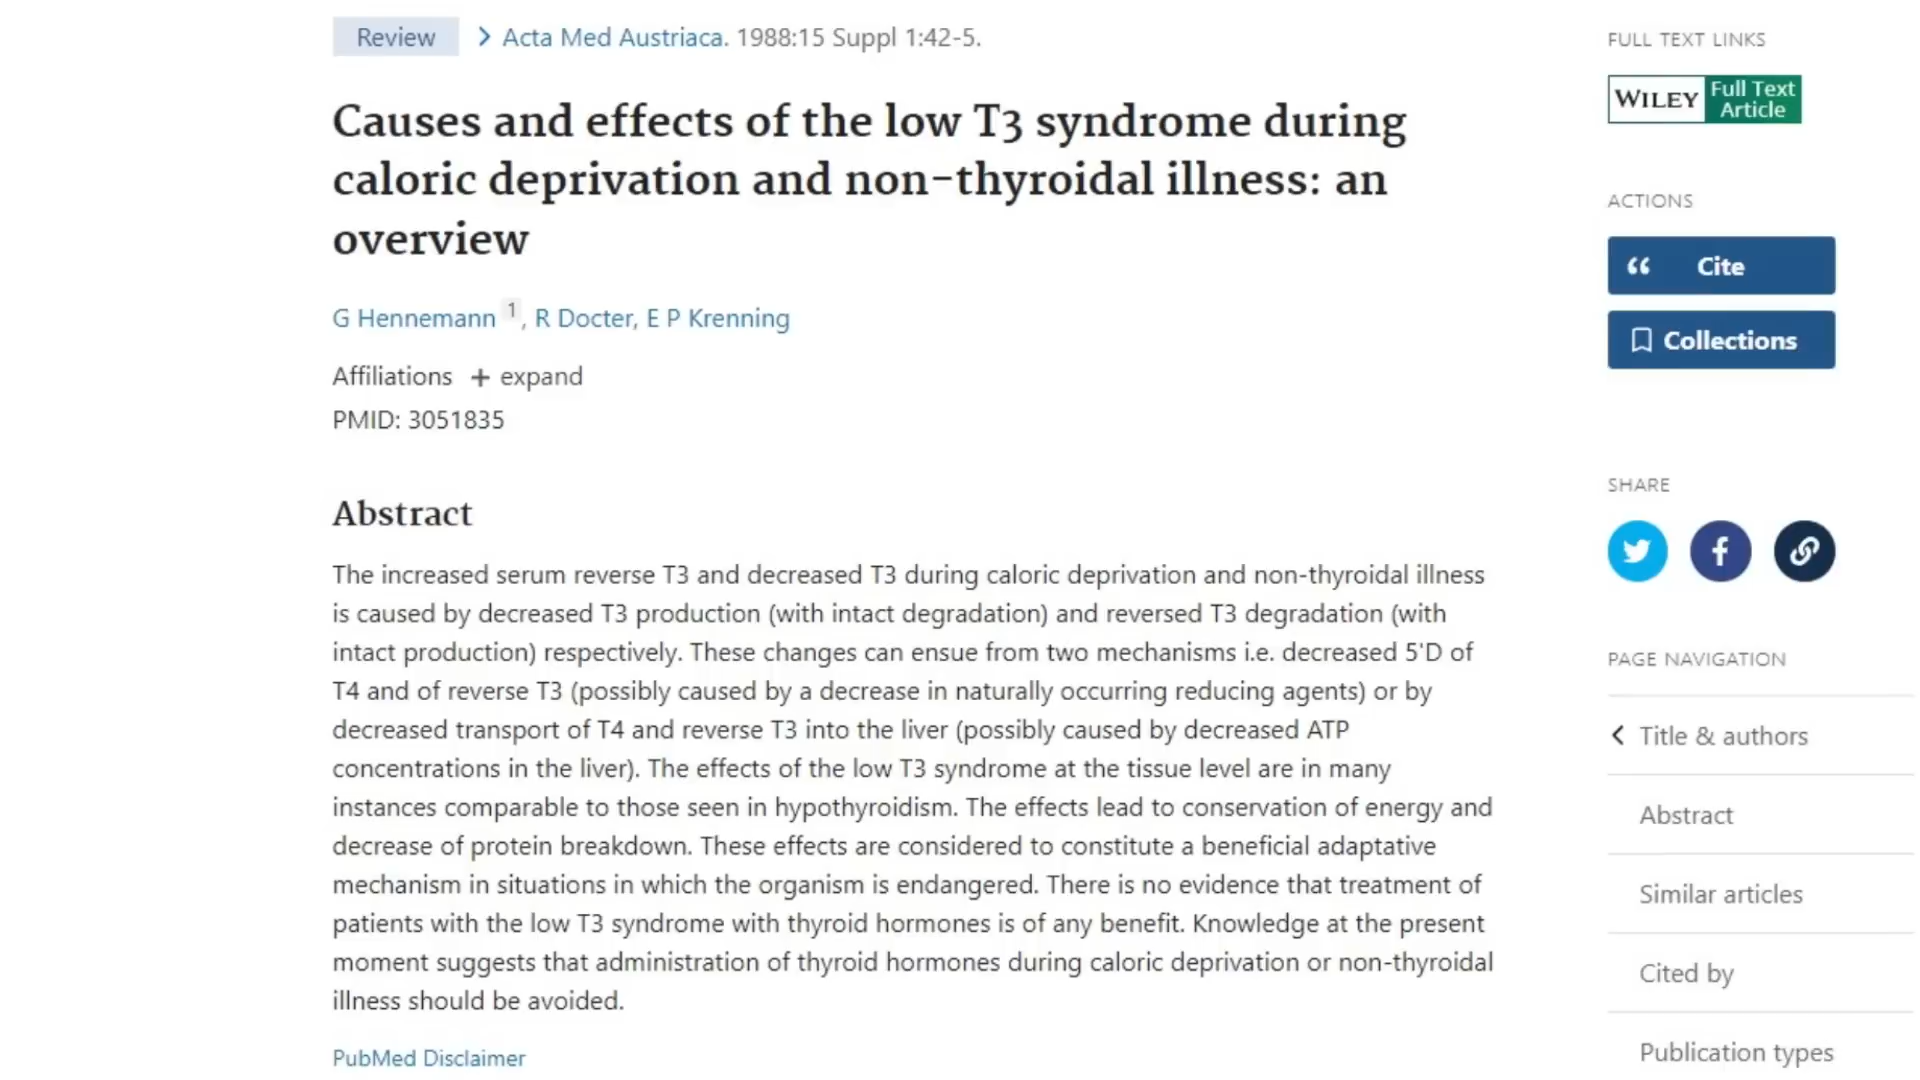 Review > Acta Med Austriaca. 1988:15 Suppl 1:42-5.
Causes and effects of the low T3 syndrome during
caloric deprivation and non-thyroidal illness: an
overview
G Hennemann 1, R Docter, E P Krenning
Affiliations + expand
PMID: 3051835
Abstract
The increased serum reverse T3 and decreased T3 during caloric deprivation and non-thyroidal illness
is caused by decreased T3 production (with intact degradation) and reversed T3 degradation (with
intact production) respectively. These changes can ensue from two mechanisms i.e. decreased 5'D of
T4 and of reverse T3 (possibly caused by a decrease in naturally occurring reducing agents) or by
decreased transport of T4 and reverse T3 into the liver (possibly caused by decreased ATP
concentrations in the liver). The effects of the low T3 syndrome at the tissue level are in many
instances comparable to those seen in hypothyroidism. The effects lead to conservation of energy and
decrease of protein breakdown. These effects are considered to constitute a beneficial adaptative
mechanism in situations in which the organism is endangered. There is no evidence that treatment of
patients with the low T3 syndrome with thyroid hormones is of any benefit. Knowledge at the present
moment suggests that administration of thyroid hormones during caloric deprivation or non-thyroidal
illness should be avoided.
PubMed Disclaimer
FULL TEXT LINKS
WILEY Full Text
Article
ACTIONS
Cite
Collections
SHARE
PAGE NAVIGATION
< Title & authors
Abstract
Similar articles
Cited by
Publication types